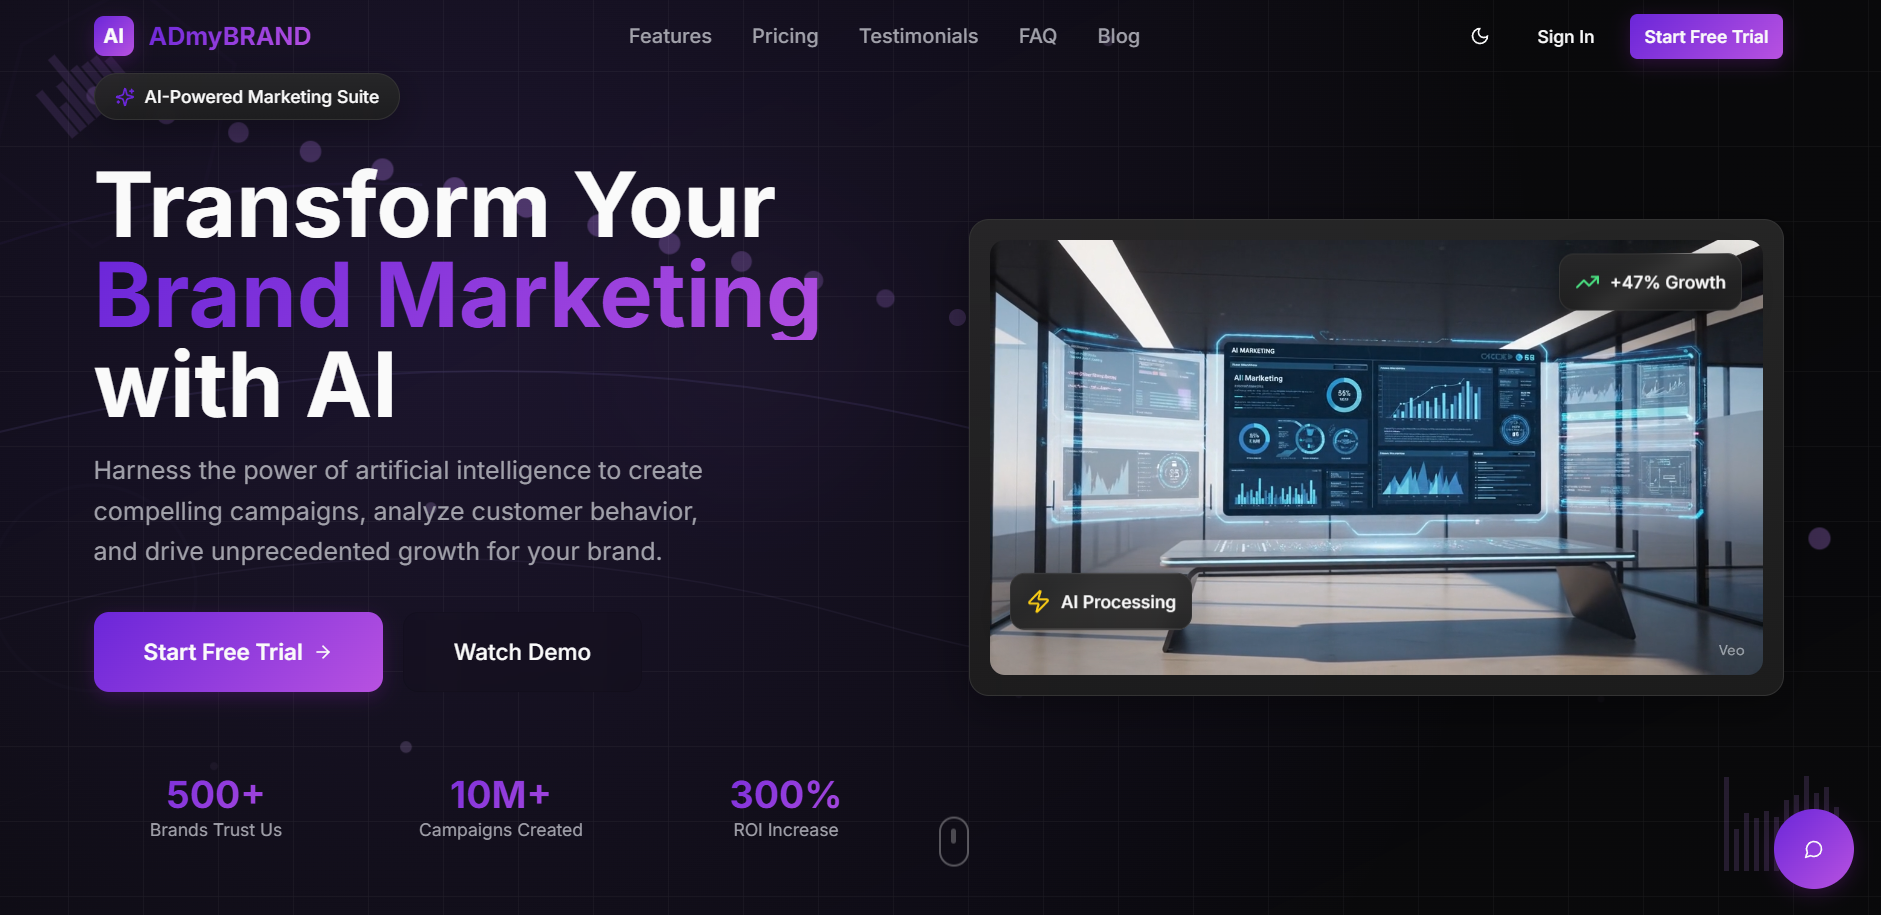 AI ADmyBRAND
Features Pricing Testimonials FAQ Blog
Sign In
Start Free Trial
AI-Powered Marketing Suite
Transform Your
Brand Marketing
with AI
Harness the power of artificial intelligence to create
compelling campaigns, analyze customer behavior,
and drive unprecedented growth for your brand.
Start Free Trial
Watch Demo
500+
Brands Trust Us
10M+
Campaigns Created
300%
ROI Increase
+47% Growth
AI MARKETING
AI Processing
Veo